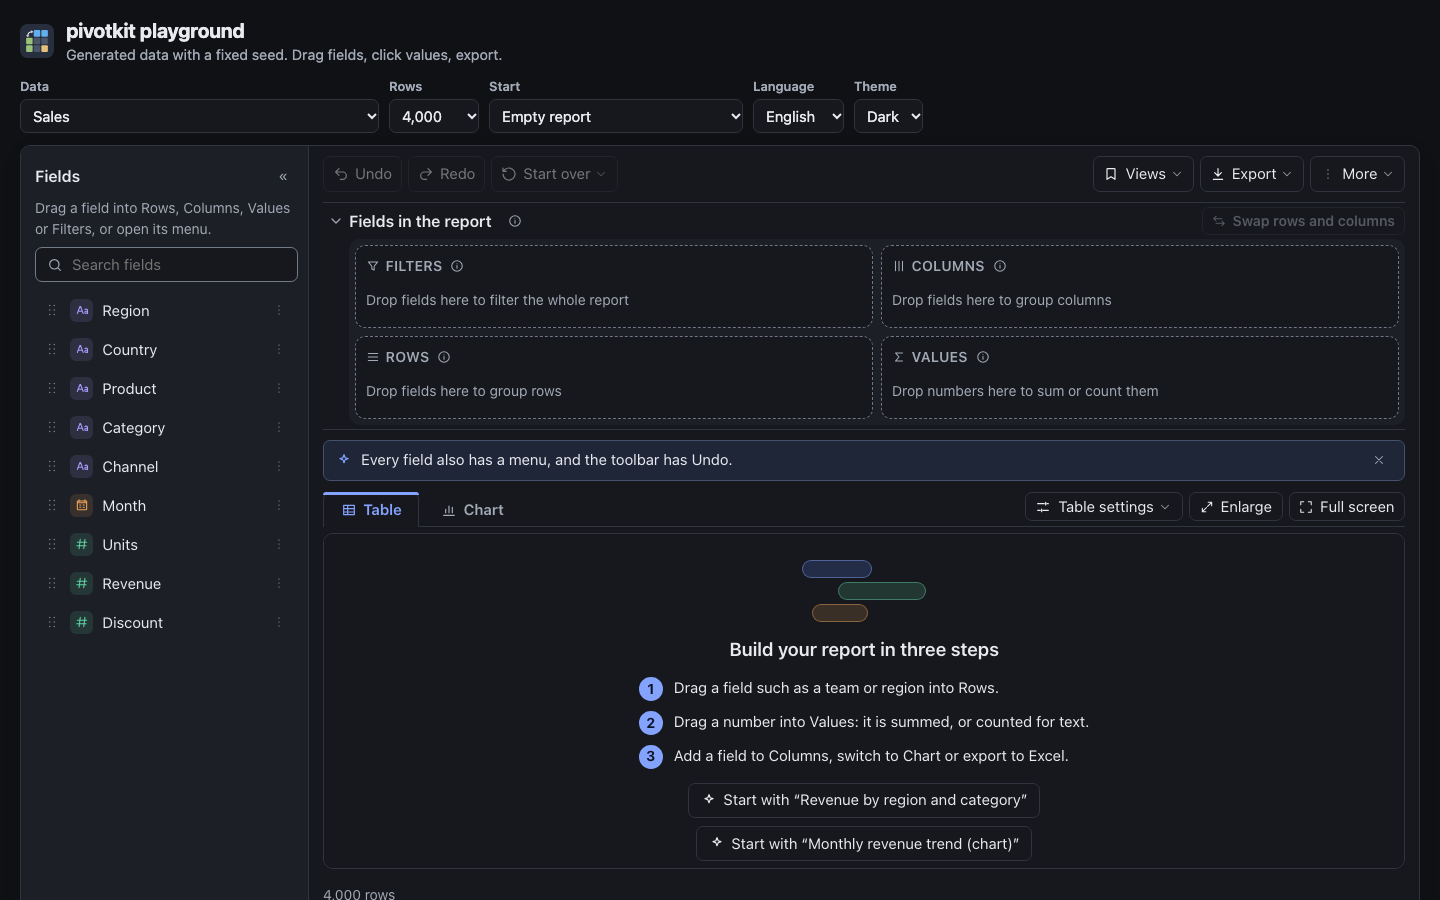 pivotkit playground
Generated data with a fixed seed. Drag fields, click values, export.
Data
Rows
Start
Language
Theme
Sales
4,000
Empty report
English
Dark
Fields
«
Drag a field into Rows, Columns, Values
or Filters, or open its menu.
Search fields
Aa Region
Aa Country
Aa Product
Aa Category
Aa Channel
Month
# Units
# Revenue
# Discount
Undo
Redo
Start over
Views
Export
More
Fields in the report
Swap rows and columns
FILTERS
Drop fields here to filter the whole report
COLUMNS
Drop fields here to group columns
ROWS
Drop fields here to group rows
Σ VALUES
Drop numbers here to sum or count them
Every field also has a menu, and the toolbar has Undo.
Table
Chart
Table settings
Enlarge
Full screen
Build your report in three steps
1 Drag a field such as a team or region into Rows.
2 Drag a number into Values: it is summed, or counted for text.
3 Add a field to Columns, switch to Chart or export to Excel.
Start with “Revenue by region and category”
Start with “Monthly revenue trend (chart)”
4,000 rows